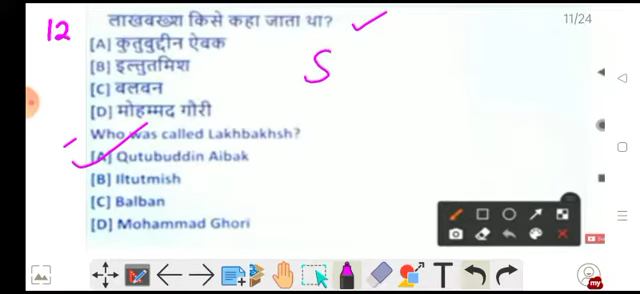 12
11/24
लाखबख्श किसे कहा जाता था?
[A] कुतुबुद्दीन ऐबक
[B] इल्तुतमिश
S
[C] बलबन
[D] मोहम्मद गौरी
Who was called Lakhbakhsh?
[A] Qutubuddin Aibak
[B] Iltutmish
[C] Balban
[D] Mohammad Ghori
T
my